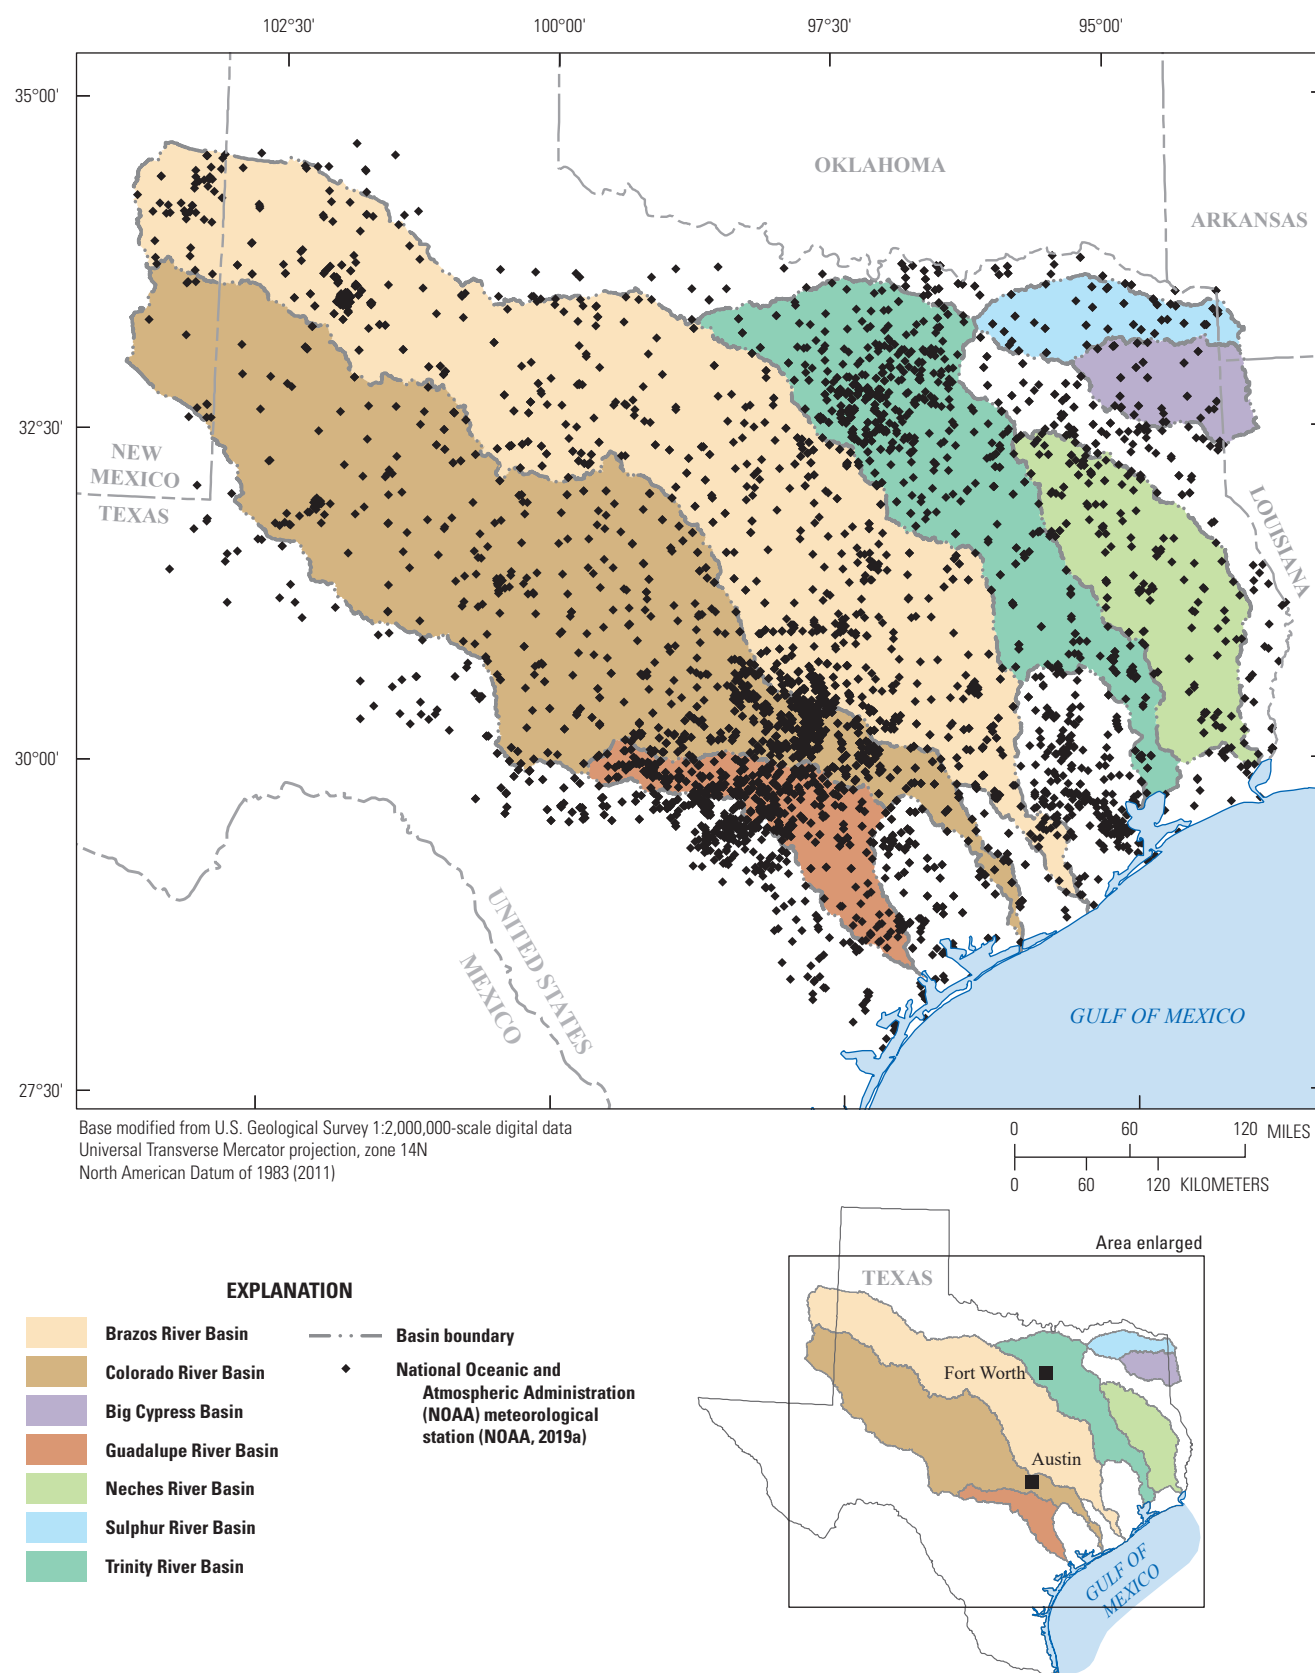 102°30'
100°00'
97°30'
95°00'
35°00'
OKLAHOMA
ARKANSAS
32°30'
NEW
MEXICO
TEXAS
LOUISIANA
30°00'
UNITED STATES
MEXICO
GULF OF MEXICO
27°30'
Base modified from U.S. Geological Survey 1:2,000,000-scale digital data
Universal Transverse Mercator projection, zone 14N
North American Datum of 1983 (2011)
0 60 120 MILES
0 60 120 KILOMETERS
Area enlarged
TEXAS
Fort Worth
Austin
GULF OF
MEXICO
EXPLANATION
Brazos River Basin
Colorado River Basin
Big Cypress Basin
Guadalupe River Basin
Neches River Basin
Sulphur River Basin
Trinity River Basin
Basin boundary
National Oceanic and
Atmospheric Administration
(NOAA) meteorological
station (NOAA, 2019a)